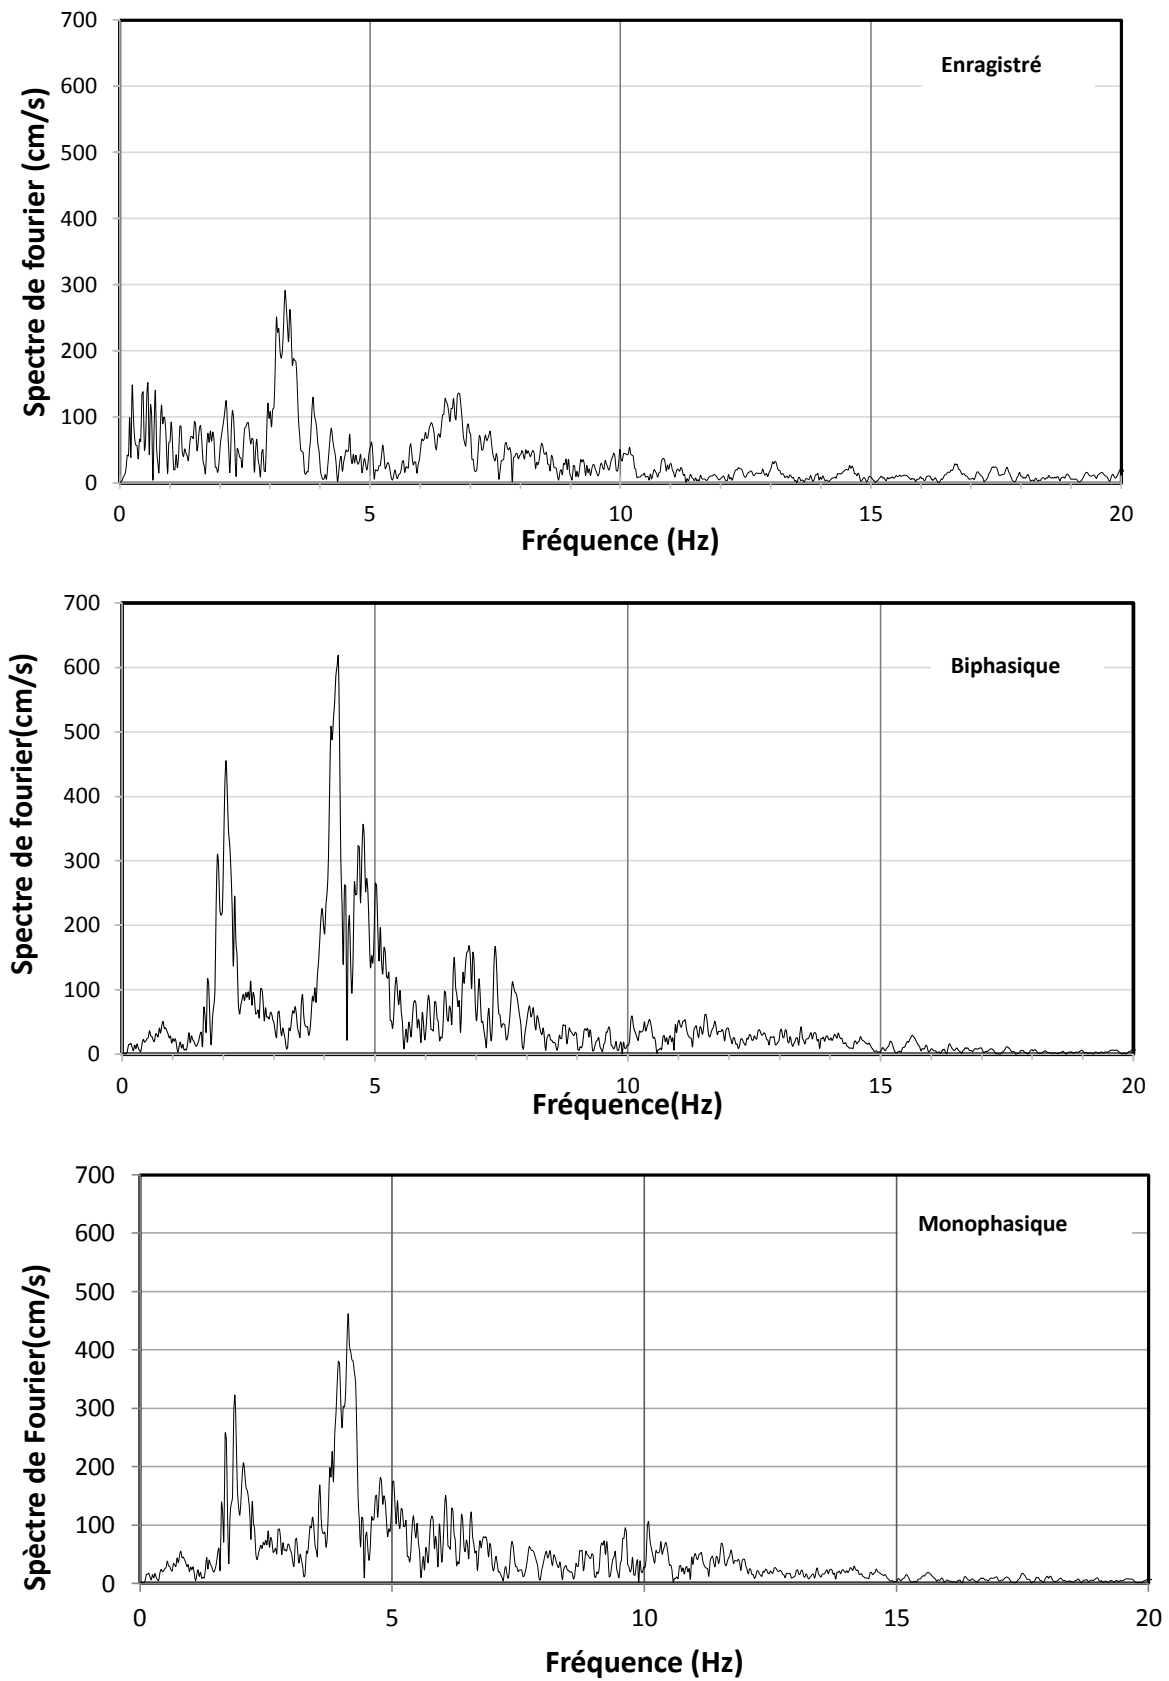 700
600
500
400
300
200
100
0
Spectre de fourier (cm/s)
Enragistré
0 5 10 15 20
Fréquence (Hz)
700
600
500
400
300
200
100
0
Spectre de fourier(cm/s)
Biphasique
0 5 10 15 20
Fréquence(Hz)
700
600
500
400
300
200
100
0
Spèctre de Fourier(cm/s)
Monophasique
0 5 10 15 20
Fréquence (Hz)